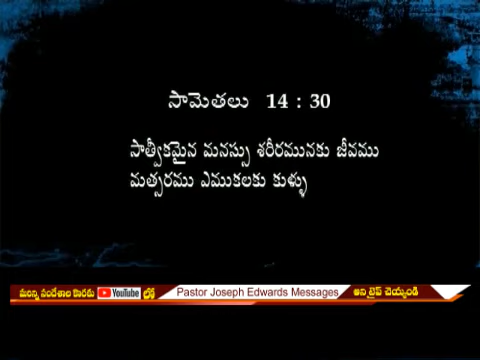 సామెతలు 14 : 30
సాత్వీకమైన మనస్సు శరీరమునకు జీవము
మత్సరము ఎముకలకు కుళ్ళు
మరిన్ని సందేశాల కొరకు YouTube లో Pastor Joseph Edwards Messages అని టైప్ చెయ్యండి